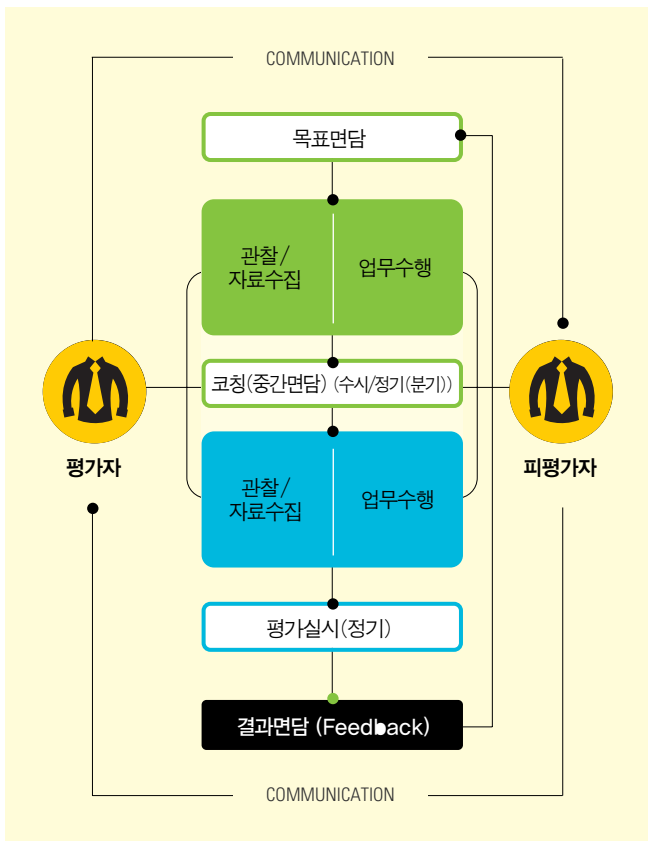 COMMUNICATION
목표면담
관찰/
자료수집
업무수행
코칭(중간면담) (수시/정기(분기))
평가자
피평가자
관찰/
자료수집
업무수행
평가실시(정기)
결과면담 (Feedback)
COMMUNICATION